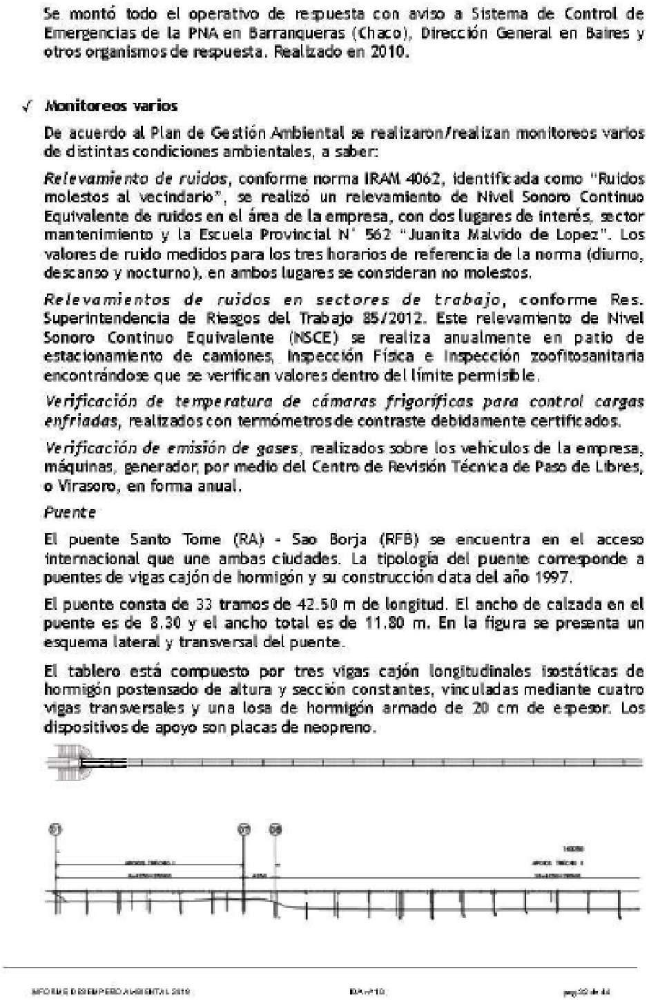 Se montó todo el operativo de respuesta con aviso a Sistema de Control de
Emergencias de la PNA en Barranqueras (Chaco), Dirección General en Baires y
otros organismos de respuesta. Realizado en 2010.
✓ Monitoreos varios
De acuerdo al Plan de Gestión Ambiental se realizaron/realizan monitoreos varios
de distintas condiciones ambientales, a saber:
Relevamiento de ruidos, conforme norma IRAM 4062, identificada como "Ruidos
molestos al vecindario", se realizó un relevamiento de Nivel Sonoro Continuo
Equivalente de ruidos en el área de la empresa, con dos lugares de interés, sector
mantenimiento y la Escuela Provincial N° 562 "Juanita Malvido de Lopez". Los
valores de ruido medidos para los tres horarios de referencia de la norma (diurno,
descanso y nocturno), en ambos lugares se consideran no molestos.
Relevamientos de ruidos en sectores de trabajo, conforme Res.
Superintendencia de Riesgos del Trabajo 85/2012. Este relevamiento de Nivel
Sonoro Continuo Equivalente (NSCE) se realiza anualmente en patio de
estacionamiento de camiones, Inspección Física e Inspección zoofitosanitaria
encontrándose que se verifican valores dentro del límite permisible.
Verificación de temperatura de cámaras frigoríficas para control cargas
enfriadas, realizados con termómetros de contraste debidamente certificados.
Verificación de emisión de gases, realizados sobre los vehículos de la empresa,
máquinas, generador, por medio del Centro de Revisión Técnica de Paso de Libres,
o Virasoro, en forma anual.
Puente
El puente Santo Tome (RA) - Sao Borja (RFB) se encuentra en el acceso
internacional que une ambas ciudades. La tipología del puente corresponde a
puentes de vigas cajón de hormigón y su construcción data del año 1997.
El puente consta de 33 tramos de 42.50 m de longitud. El ancho de calzada en el
puente es de 8.30 y el ancho total es de 11.80 m. En la figura se presenta un
esquema lateral y transversal del puente.
El tablero está compuesto por tres vigas cajón longitudinales isostáticas de
hormigón postensado de altura y sección constantes, vinculadas mediante cuatro
vigas transversales y una losa de hormigón armado de 20 cm de espesor. Los
dispositivos de apoyo son placas de neopreno.
01 07 08
INFORME DESEMPEÑO AMBIENTAL 2019 IDA nº10 pag 32 de 44